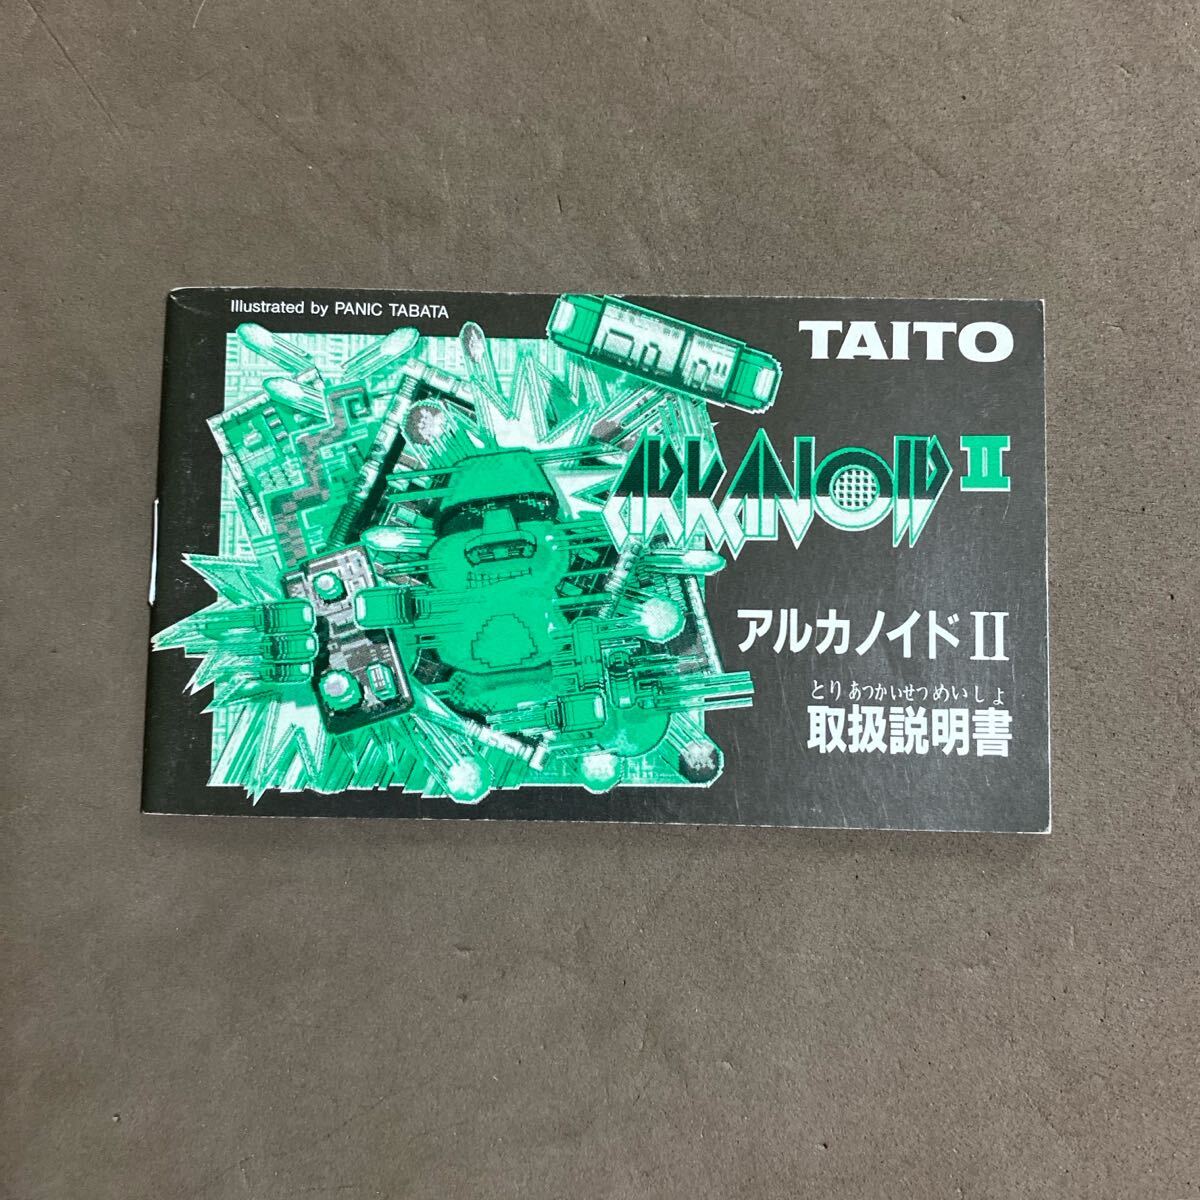 Illustrated by PANIC TABATA
TAITO
ARKANOID II
アルカノイドII
とりあつかいせつめいしょ
取扱説明書